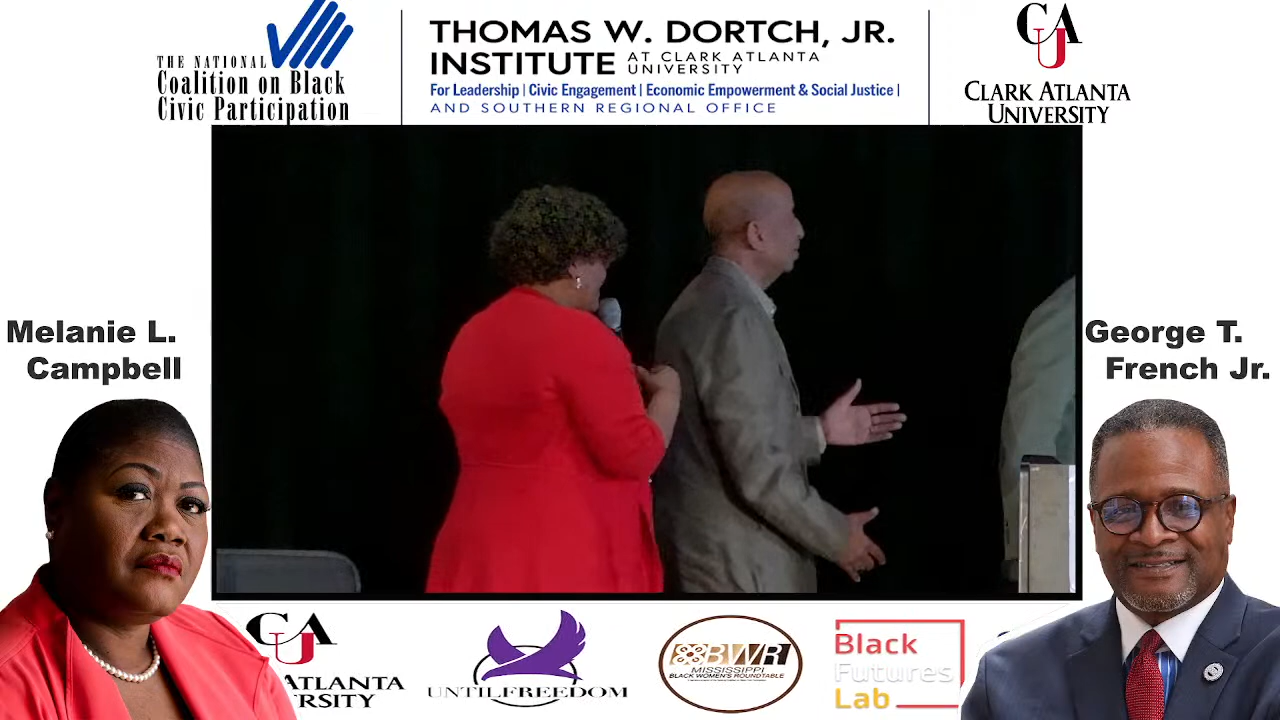 THE NATIONAL
Coalition on Black
Civic Participation
THOMAS W. DORTCH, JR.
INSTITUTE AT CLARK ATLANTA
UNIVERSITY
For Leadership | Civic Engagement | Economic Empowerment & Social Justice |
AND SOUTHERN REGIONAL OFFICE
CAU
CLARK ATLANTA
UNIVERSITY
Melanie L.
Campbell
George T.
French Jr.
CAU
ATLANTA
RSITY
UNTILFREEDOM
BWR
MISSISSIPPI
BLACK WOMEN'S ROUNDTABLE
Black
Futures
Lab